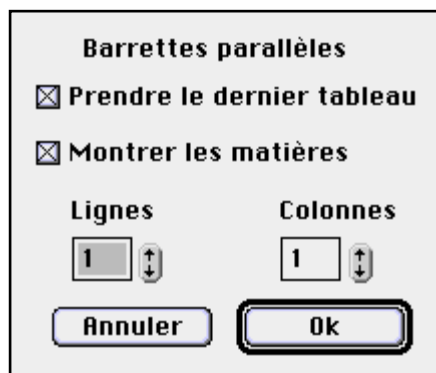 Barrettes parallèles
Prendre le dernier tableau
Montrer les matières
Lignes Colonnes
1 1
Annuler Ok